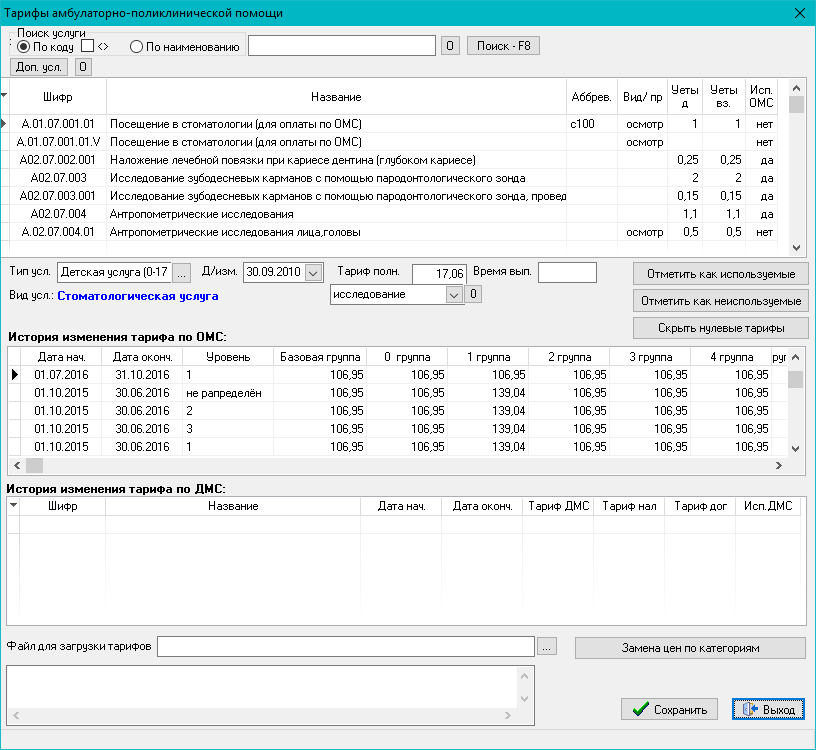 Тарифы амбулаторно-поликлинической помощи
Поиск услуги
По коду <> По наименованию 0 Поиск - F8
Доп. усл. 0
Шифр Название Аббрев. Вид/ пр Уеты д Уеты вз. Исп. ОМС
А.01.07.001.01 Посещение в стоматологии (для оплаты по ОМС) с100 осмотр 1 1 нет
А.01.07.001.01.V Посещение в стоматологии (для оплаты по ОМС) осмотр нет
А02.07.002.001 Наложение лечебной повязки при кариесе дентина (глубоком кариесе) 0,25 0,25 да
А02.07.003 Исследование зубодесневых карманов с помощью пародонтологического зонда 2 2 да
А02.07.003.001 Исследование зубодесневых карманов с помощью пародонтологического зонда, провед 0,15 0,15 да
А02.07.004 Антропометрические исследования 1,1 1,1 да
А.02.07.004.01 Антропометрические исследования лица,головы осмотр 0,5 0,5 нет
Тип усл. Детская услуга (0-17 ... Д/изм. 30.09.2010 Тариф полн. 17,06 Время вып. Отметить как используемые
Вид усл.: Стоматологическая услуга исследование 0 Отметить как неиспользуемые
Скрыть нулевые тарифы
История изменения тарифа по ОМС:
Дата нач. Дата оконч. Уровень Базовая группа 0 группа 1 группа 2 группа 3 группа 4 группа руг
01.07.2016 31.10.2016 1 106,95 106,95 106,95 106,95 106,95 106,95
01.10.2015 30.06.2016 не рапределён 106,95 106,95 139,04 106,95 106,95 106,95
01.10.2015 30.06.2016 2 106,95 106,95 139,04 106,95 106,95 106,95
01.10.2015 30.06.2016 3 106,95 106,95 139,04 106,95 106,95 106,95
01.10.2015 30.06.2016 1 106,95 106,95 139,04 106,95 106,95 106,95
История изменения тарифа по ДМС:
Шифр Название Дата нач. Дата оконч. Тариф ДМС Тариф нал Тариф дог Исп.ДМС
Файл для загрузки тарифов ... Замена цен по категориям
Сохранить Выход